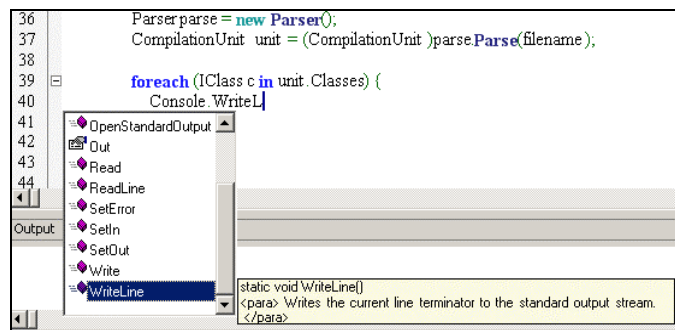 36 Parser parse = new Parser();
37 CompilationUnit unit = (CompilationUnit )parse.Parse(filename );
38
39 foreach (IClass c in unit.Classes) {
40 Console.WriteL
41
42
43
44
OpenStandardOutput
Out
Read
ReadLine
SetError
SetIn
SetOut
Write
WriteLine
Output
static void WriteLine()
<para> Writes the current line terminator to the standard output stream.
</para>